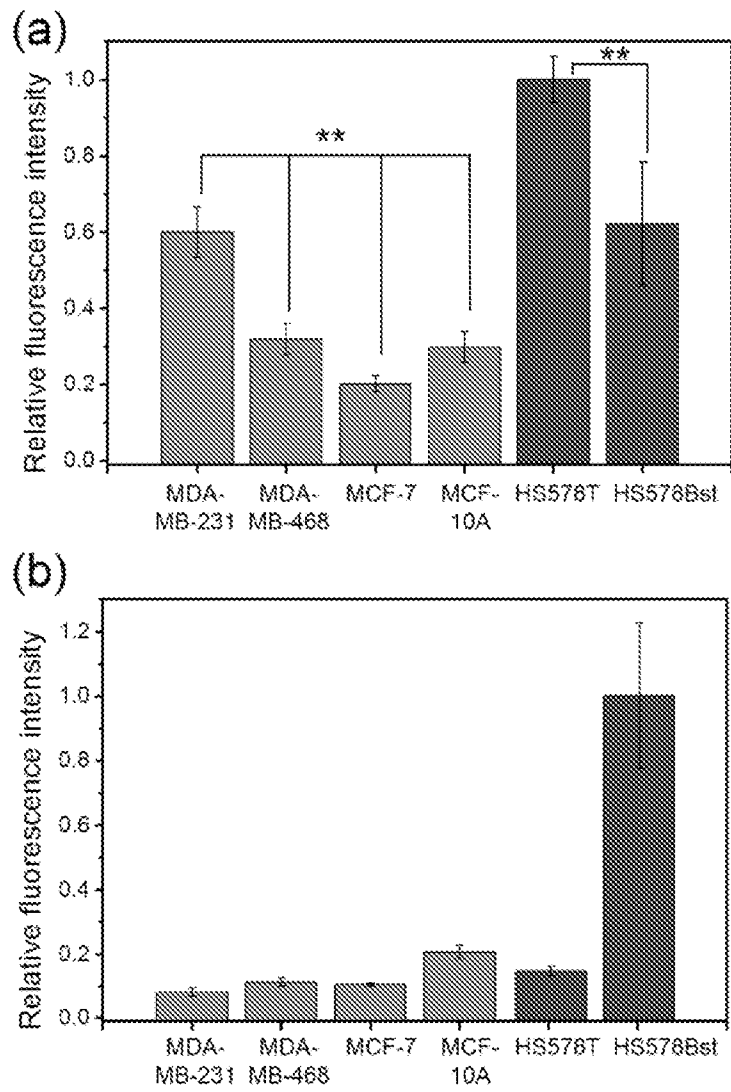 (a)
Relative fluorescence intensity
1.0
0.8
0.6
0.4
0.2
0.0
**
**
MDA-
MB-231
MDA-
MB-468
MCF-7
MCF-
10A
HS578T
HS578Bst
(b)
Relative fluorescence intensity
1.2
1.0
0.8
0.6
0.4
0.2
0.0
MDA-
MB-231
MDA-
MB-468
MCF-7
MCF-
10A
HS578T
HS578Bst